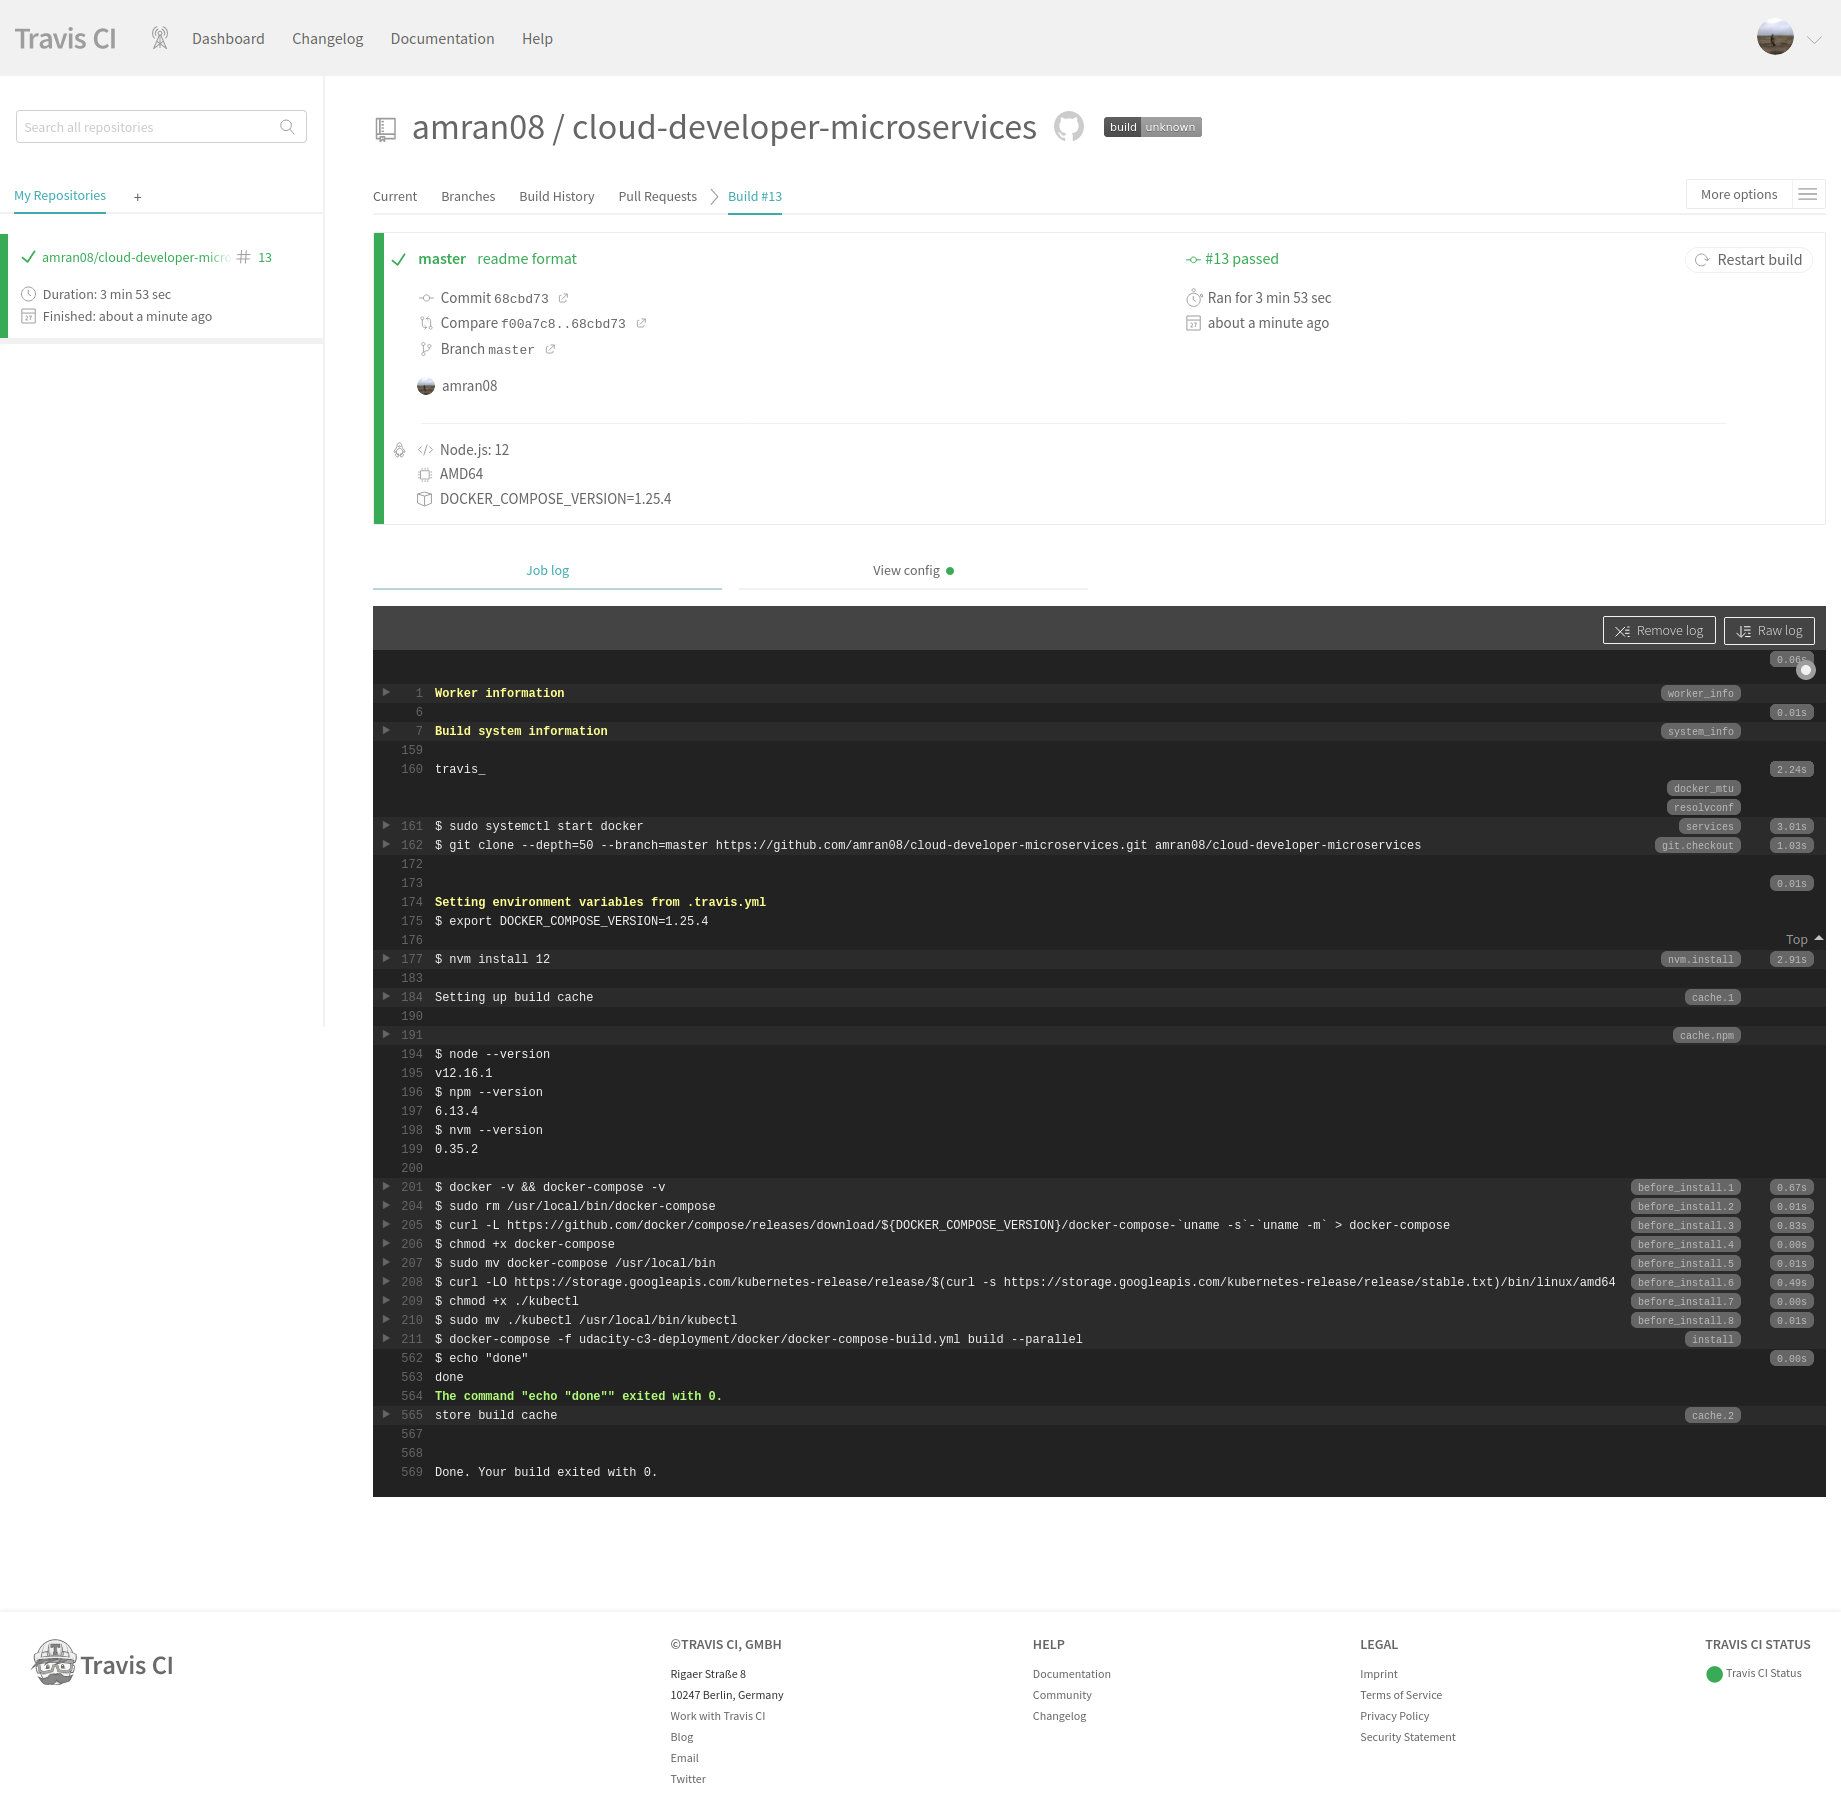 Travis CI Dashboard Changelog Documentation Help
Search all repositories
My Repositories +
amran08/cloud-developer-micro # 13
Duration: 3 min 53 sec
Finished: about a minute ago
amran08 / cloud-developer-microservices build unknown
Current Branches Build History Pull Requests Build #13 More options
master readme format #13 passed Restart build
Commit 68cbd73 Ran for 3 min 53 sec
Compare f00a7c8..68cbd73 about a minute ago
Branch master
amran08
Node.js: 12
AMD64
DOCKER_COMPOSE_VERSION=1.25.4
Job log View config
Remove log Raw log
0.06s
1 Worker information worker_info
6 0.01s
7 Build system information system_info
159
160 travis_ 2.24s
docker_mtu
resolvconf
161 $ sudo systemctl start docker services 3.01s
162 $ git clone --depth=50 --branch=master https://github.com/amran08/cloud-developer-microservices.git amran08/cloud-developer-microservices git.checkout 1.03s
172
173 0.01s
174 Setting environment variables from .travis.yml
175 $ export DOCKER_COMPOSE_VERSION=1.25.4
176 Top
177 $ nvm install 12 nvm.install 2.91s
183
184 Setting up build cache cache.1
190
191 cache.npm
194 $ node --version
195 v12.16.1
196 $ npm --version
197 6.13.4
198 $ nvm --version
199 0.35.2
200
201 $ docker -v && docker-compose -v before_install.1 0.67s
204 $ sudo rm /usr/local/bin/docker-compose before_install.2 0.01s
205 $ curl -L https://github.com/docker/compose/releases/download/${DOCKER_COMPOSE_VERSION}/docker-compose-`uname -s`-`uname -m` > docker-compose before_install.3 0.83s
206 $ chmod +x docker-compose before_install.4 0.00s
207 $ sudo mv docker-compose /usr/local/bin before_install.5 0.01s
208 $ curl -LO https://storage.googleapis.com/kubernetes-release/release/$(curl -s https://storage.googleapis.com/kubernetes-release/release/stable.txt)/bin/linux/amd64 before_install.6 0.49s
209 $ chmod +x ./kubectl before_install.7 0.00s
210 $ sudo mv ./kubectl /usr/local/bin/kubectl before_install.8 0.01s
211 $ docker-compose -f udacity-c3-deployment/docker/docker-compose-build.yml build --parallel install
562 $ echo "done" 0.00s
563 done
564 The command "echo "done"" exited with 0.
565 store build cache cache.2
567
568
569 Done. Your build exited with 0.
Travis CI
©TRAVIS CI, GMBH
Rigaer Straße 8
10247 Berlin, Germany
Work with Travis CI
Blog
Email
Twitter
HELP
Documentation
Community
Changelog
LEGAL
Imprint
Terms of Service
Privacy Policy
Security Statement
TRAVIS CI STATUS
Travis CI Status